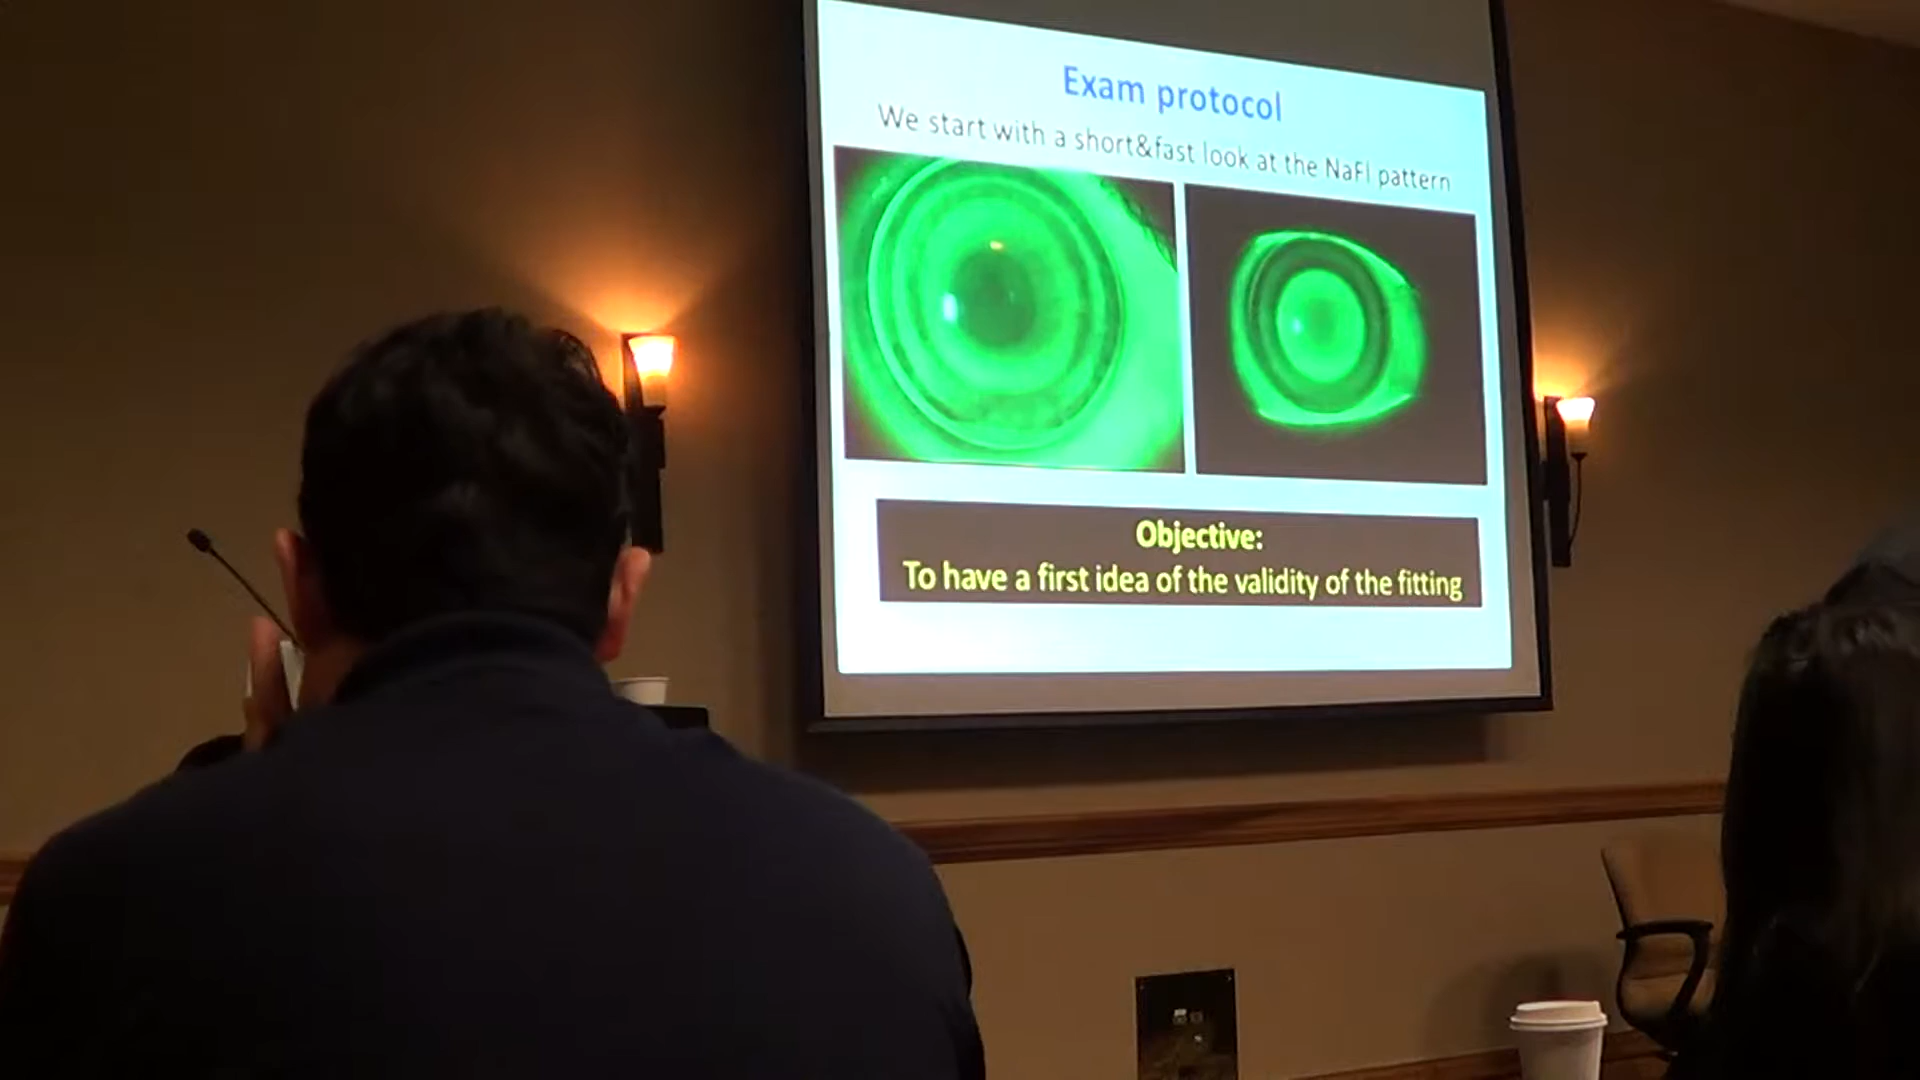 Exam protocol
We start with a short&fast look at the NaFl pattern
Objective:
To have a first idea of the validity of the fitting